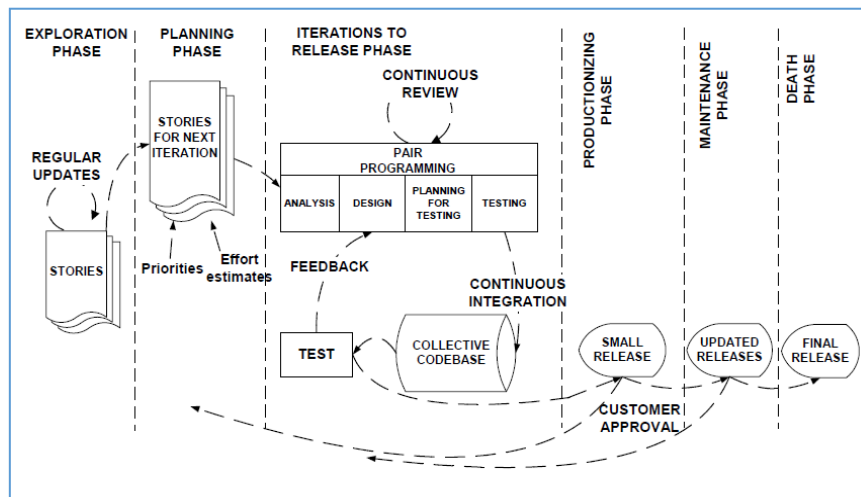 EXPLORATION
PHASE
PLANNING
PHASE
ITERATIONS TO
RELEASE PHASE
PRODUCTIONIZING
PHASE
MAINTENANCE
PHASE
DEATH
PHASE
CONTINUOUS
REVIEW
STORIES
FOR NEXT
ITERATION
REGULAR
UPDATES
STORIES
Priorities
Effort
estimates
PAIR
PROGRAMMING
ANALYSIS
DESIGN
PLANNING
FOR
TESTING
TESTING
FEEDBACK
CONTINUOUS
INTEGRATION
TEST
COLLECTIVE
CODEBASE
SMALL
RELEASE
UPDATED
RELEASES
FINAL
RELEASE
CUSTOMER
APPROVAL